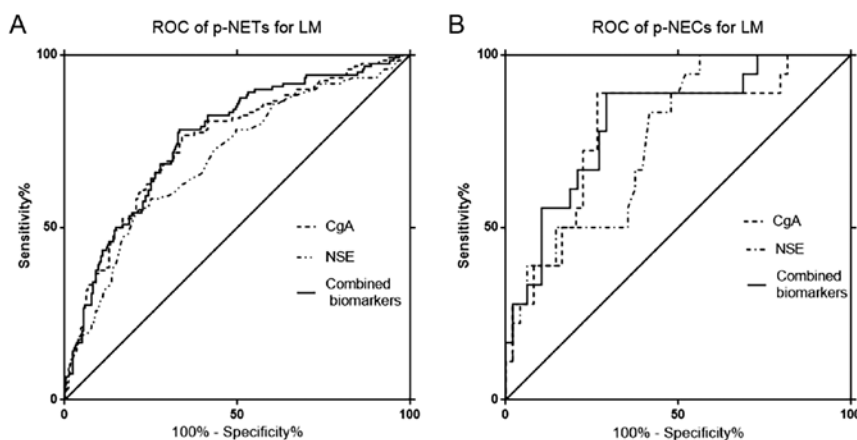 A
ROC of p-NETs for LM
100
50
0
Sensitivity%
CgA
NSE
Combined
biomarkers
0
50
100
100% - Specificity%
B
ROC of p-NECs for LM
100
50
0
Sensitivity%
CgA
NSE
Combined
biomarkers
0
50
100
100% - Specificity%